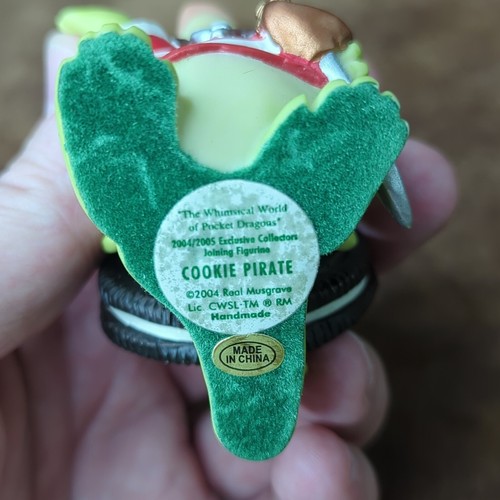 "The Whimsical World
of Pocket Dragons"
2004/2005 Exclusive Collectors
Joining Figurine
COOKIE PIRATE
©2004 Real Musgrave
Lic. CWSL-TM ® RM
Handmade
MADE
IN CHINA